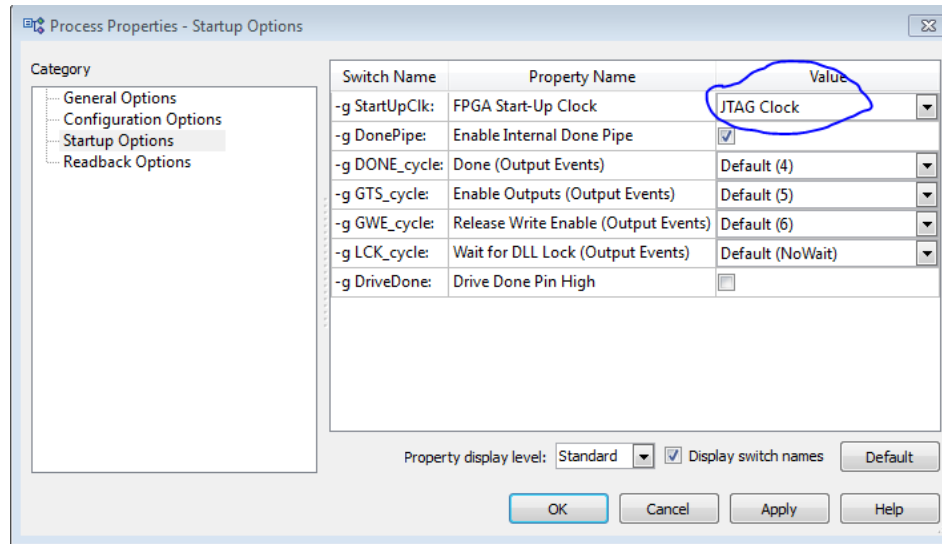 Process Properties - Startup Options
Category
General Options
Configuration Options
Startup Options
Readback Options
Switch Name Property Name Value
-g StartUpClk: FPGA Start-Up Clock JTAG Clock
-g DonePipe: Enable Internal Done Pipe
-g DONE_cycle: Done (Output Events) Default (4)
-g GTS_cycle: Enable Outputs (Output Events) Default (5)
-g GWE_cycle: Release Write Enable (Output Events) Default (6)
-g LCK_cycle: Wait for DLL Lock (Output Events) Default (NoWait)
-g DriveDone: Drive Done Pin High
Property display level: Standard Display switch names Default
OK Cancel Apply Help